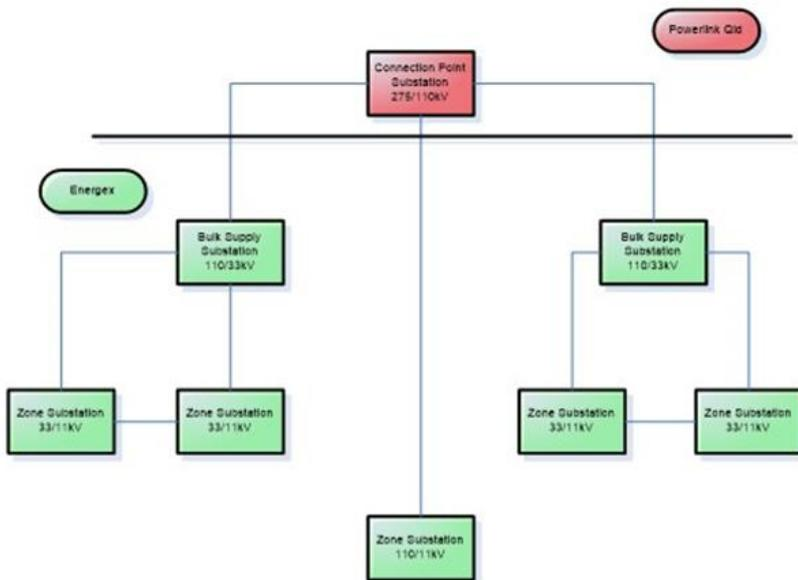 Powerlink Qld
Connection Point
Substation
275/110kV
Energex
Bulk Supply
Substation
110/33kV
Bulk Supply
Substation
110/33kV
Zone Substation
33/11kV
Zone Substation
33/11kV
Zone Substation
33/11kV
Zone Substation
33/11kV
Zone Substation
110/11kV